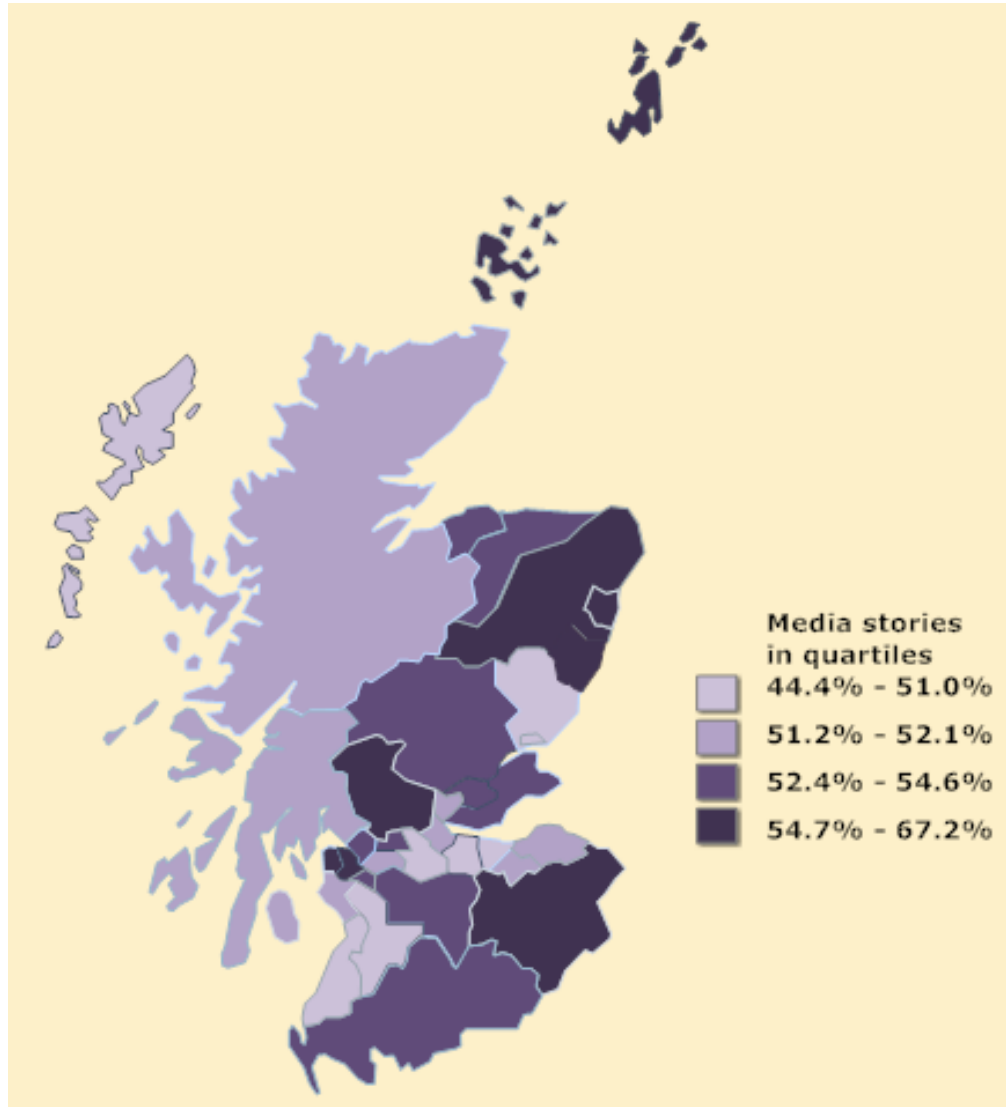 Media stories
in quartiles
44.4% - 51.0%
51.2% - 52.1%
52.4% - 54.6%
54.7% - 67.2%